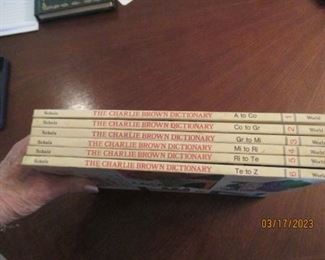 Schulz THE CHARLIE BROWN DICTIONARY A to Co 1 World
Schulz THE CHARLIE BROWN DICTIONARY Co to Gr 2 World
Schulz THE CHARLIE BROWN DICTIONARY Gr to Mi 3 World
Schulz THE CHARLIE BROWN DICTIONARY Mi to Ri 4 World
Schulz THE CHARLIE BROWN DICTIONARY Ri to Te 5 World
Schulz THE CHARLIE BROWN DICTIONARY Te to Z 6 World
03/17/2023